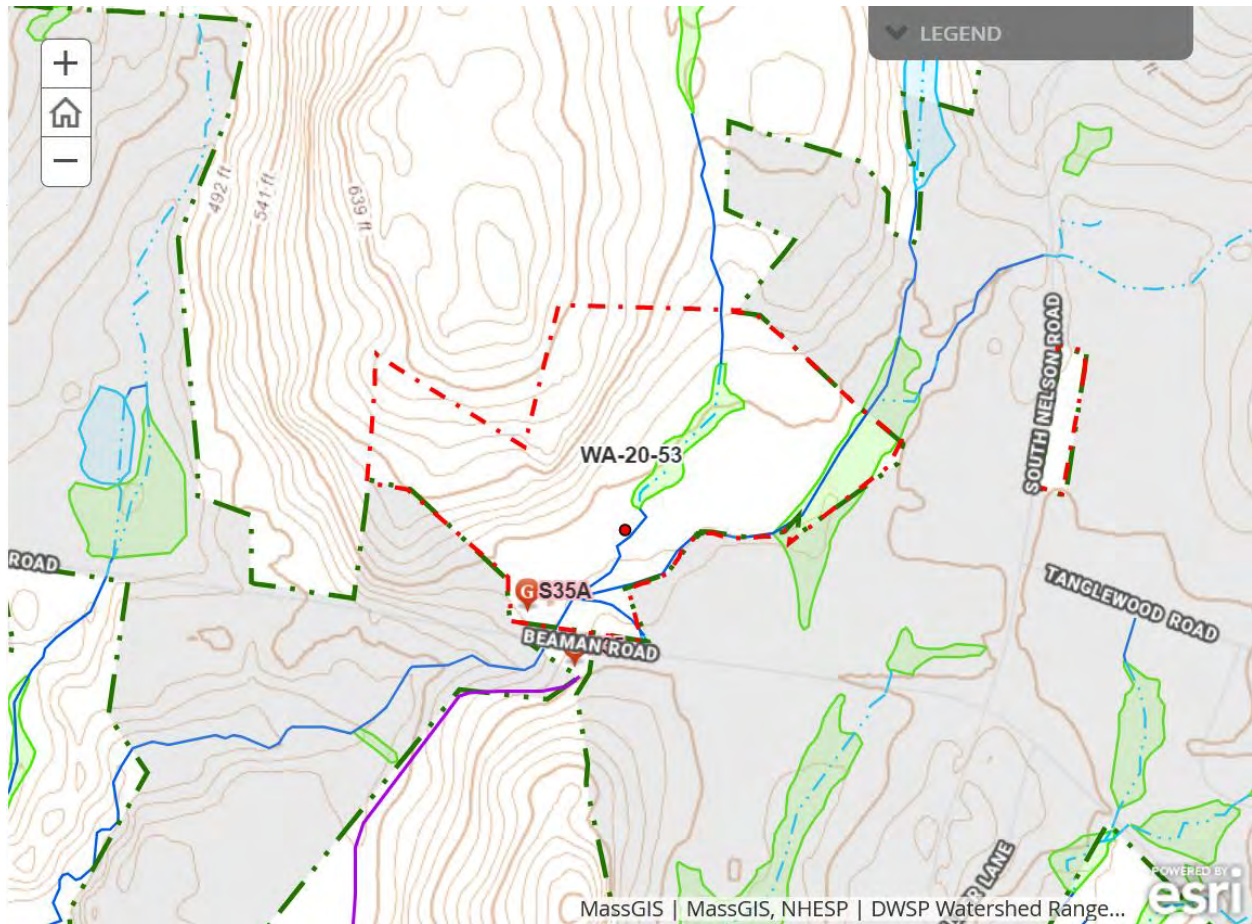 LEGEND
+
−
492 ft
541 ft
639 ft
ft
WA-20-53
SOUTH NELSON ROAD
ROAD
G
S35A
BEAMAN ROAD
TANGLEWOOD ROAD
LANE
POWERED BY
esri
MassGIS | MassGIS, NHESP | DWSP Watershed Range...